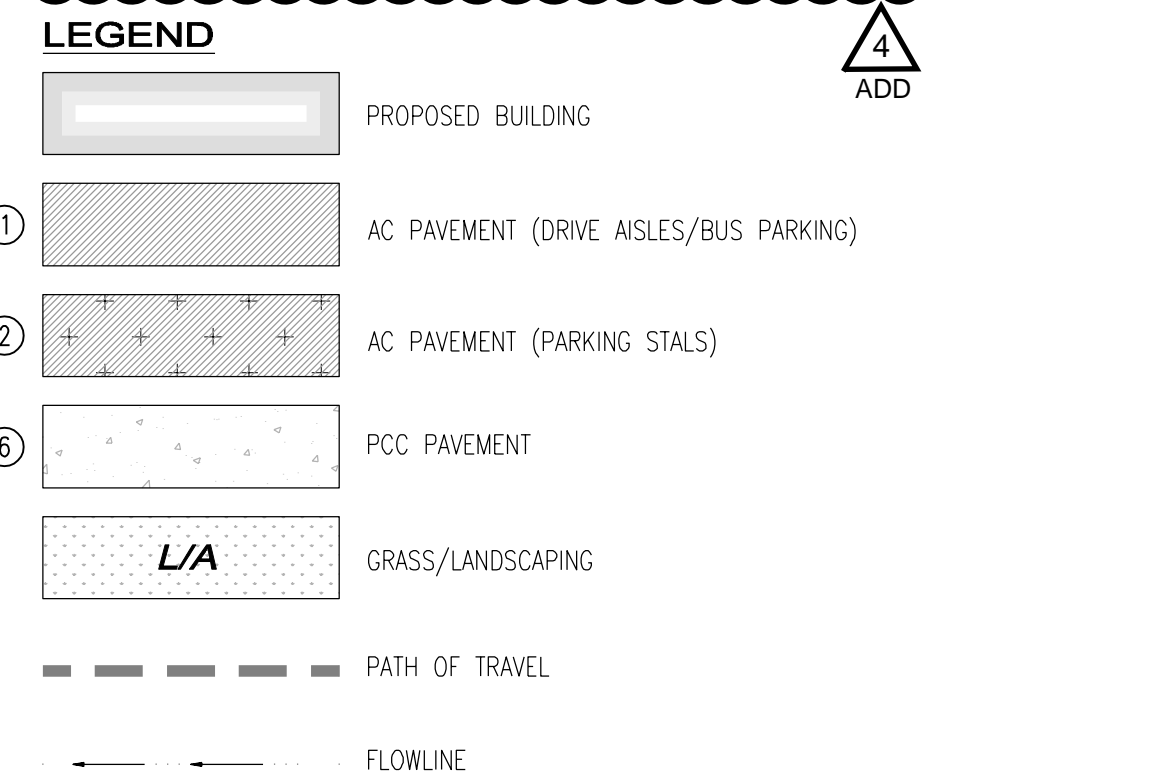 LEGEND
4
ADD
PROPOSED BUILDING
1
AC PAVEMENT (DRIVE AISLES/BUS PARKING)
2
AC PAVEMENT (PARKING STALS)
6
PCC PAVEMENT
L/A
GRASS/LANDSCAPING
PATH OF TRAVEL
FLOWLINE